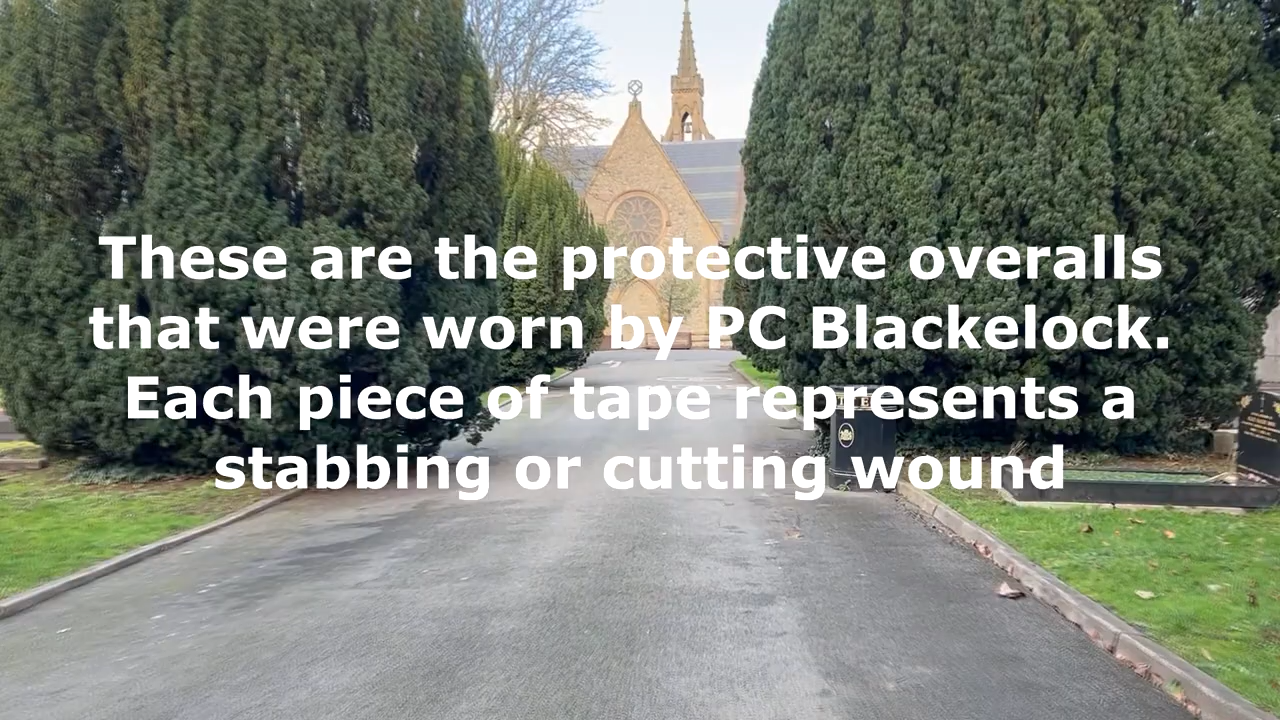 These are the protective overalls
that were worn by PC Blackelock.
Each piece of tape represents a
stabbing or cutting wound